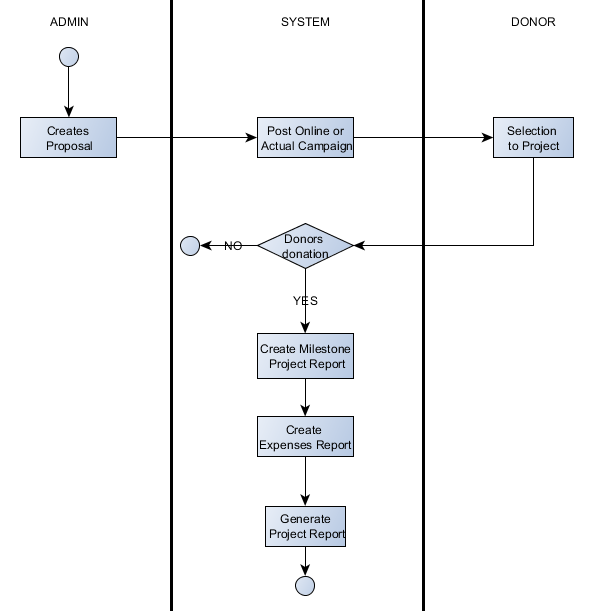 ADMIN
SYSTEM
DONOR
Creates
Proposal
Post Online or
Actual Campaign
Selection
to Project
Donors
donation
NO
YES
Create Milestone
Project Report
Create
Expenses Report
Generate
Project Report